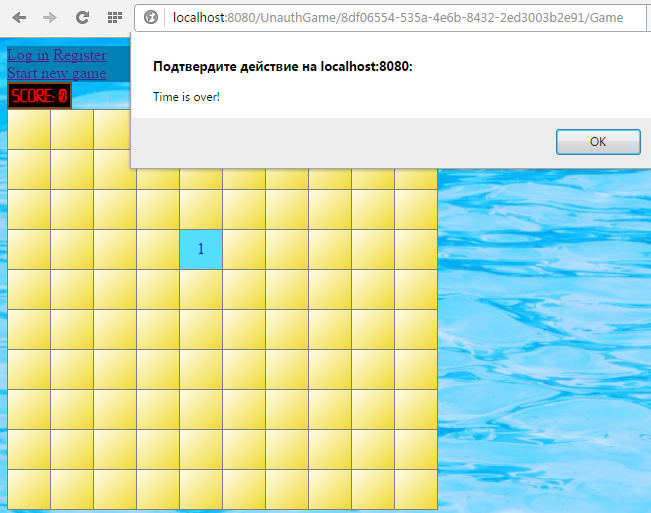 localhost:8080/UnauthGame/8df06554-535a-4e6b-8432-2ed3003b2e91/Game
Подтвердите действие на localhost:8080:
Time is over!
OK
Log in Register
Start new game
SCORE: 0
1